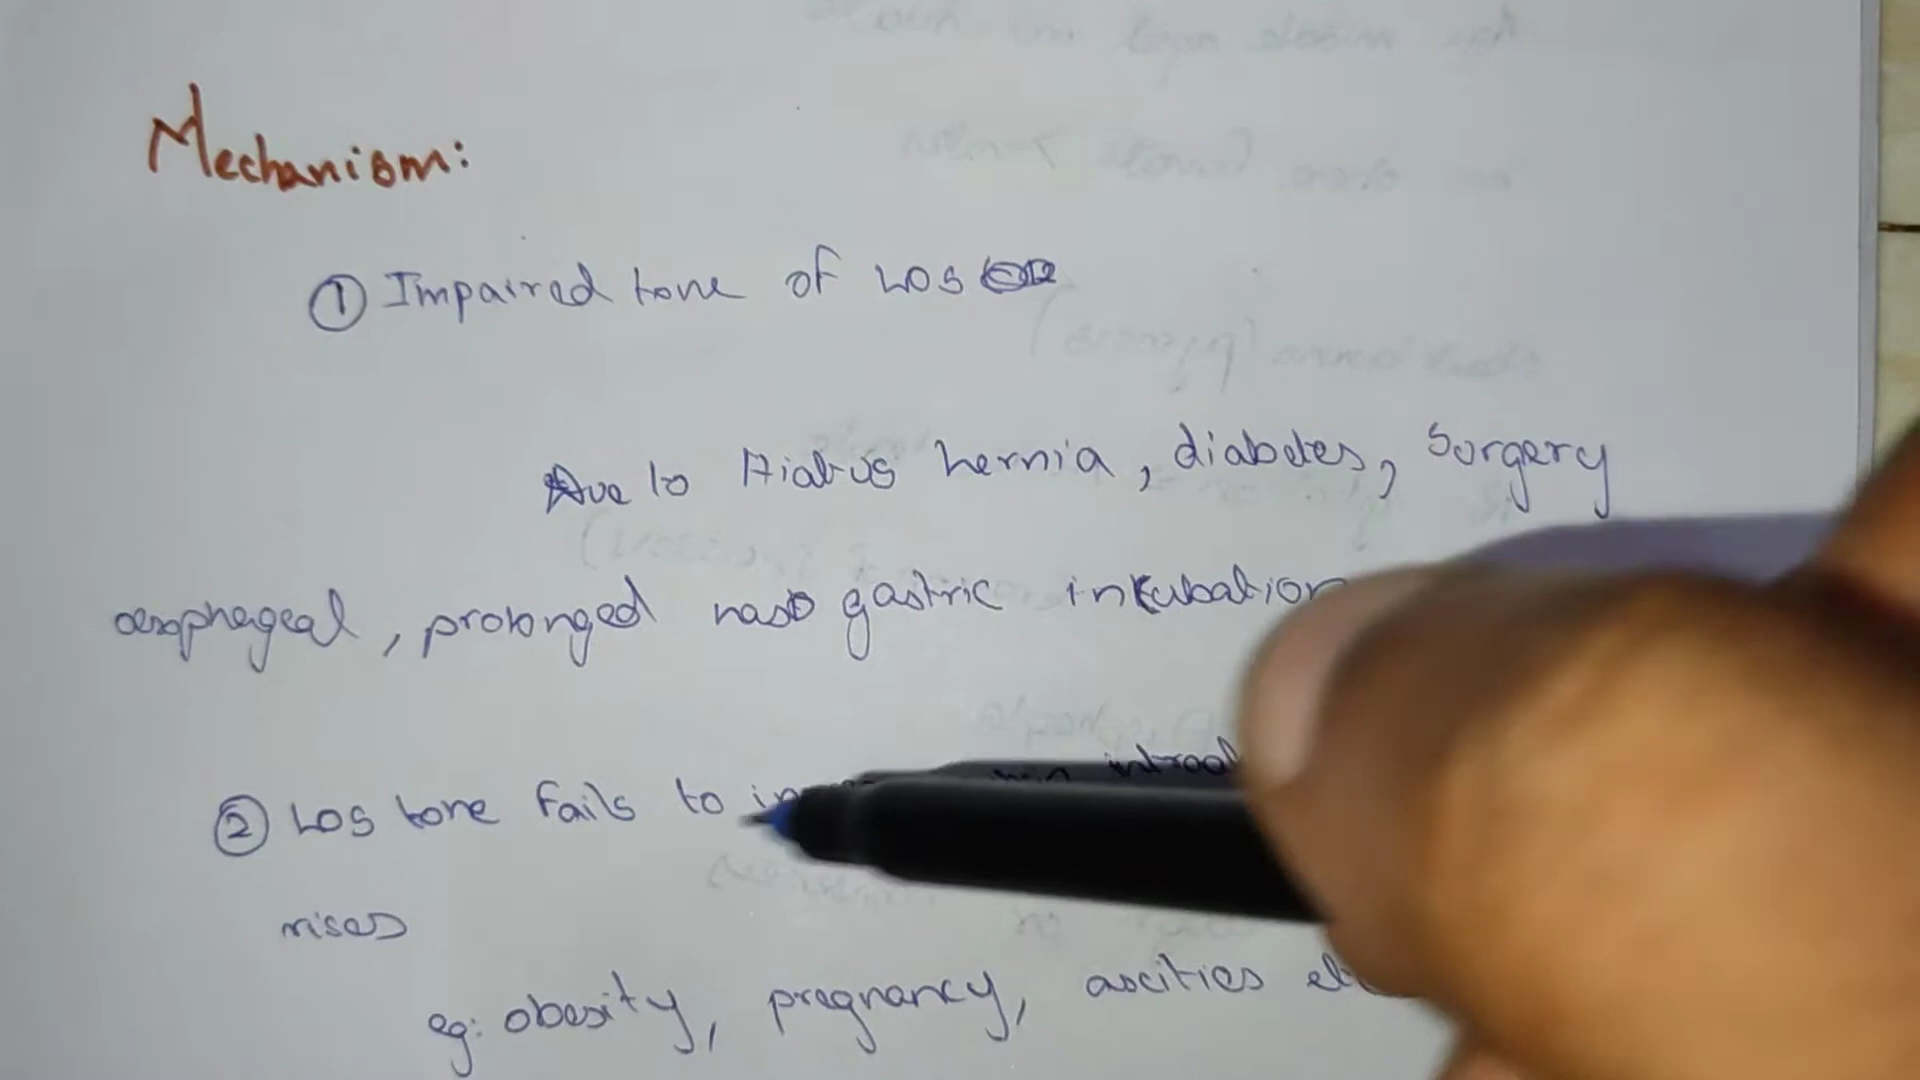 Mechanism:
① Impaired tone of LOS
Due to Hiatus hernia, diabetes, Surgery
oesphageal, prolonged naso gastric intubation
② LOS tone fails to
rises
eg: obesity, pregnancy, ascities